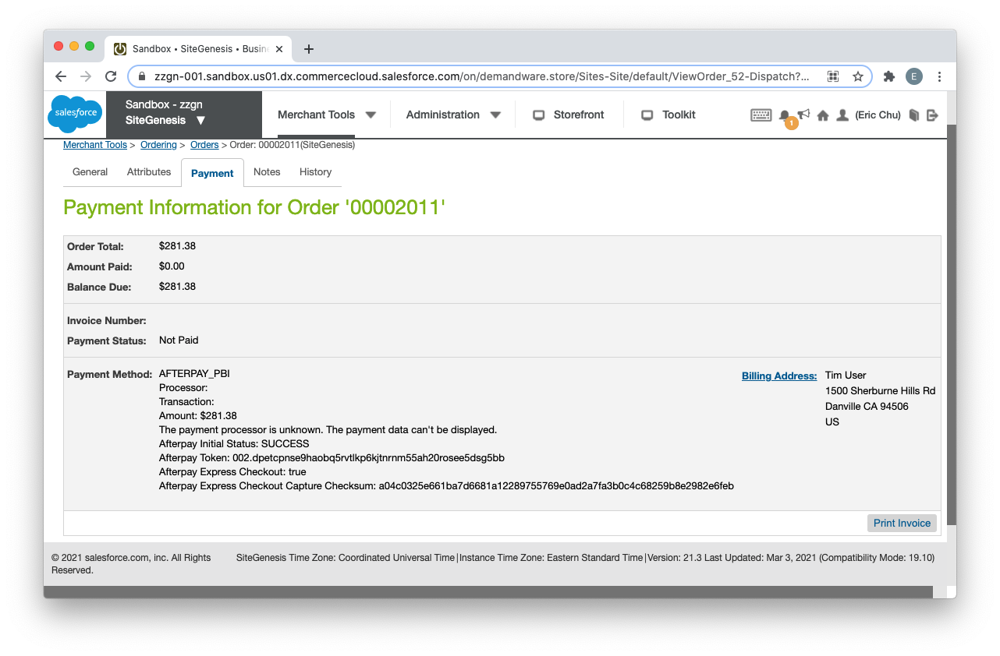 Sandbox • SiteGenesis • Busin
zzgn-001.sandbox.us01.dx.commercecloud.salesforce.com/on/demandware.store/Sites-Site/default/ViewOrder_52-Dispatch?...
E
salesforce
Sandbox - zzgn
SiteGenesis
Merchant Tools
Administration
Storefront
Toolkit
1
(Eric Chu)
Merchant Tools > Ordering > Orders > Order: 00002011(SiteGenesis)
General Attributes Payment Notes History
Payment Information for Order '00002011'
Order Total: $281.38
Amount Paid: $0.00
Balance Due: $281.38
Invoice Number:
Payment Status: Not Paid
Payment Method: AFTERPAY_PBI
Processor:
Transaction:
Amount: $281.38
The payment processor is unknown. The payment data can't be displayed.
Afterpay Initial Status: SUCCESS
Afterpay Token: 002.dpetcpnse9haobq5rvtlkp6kjtnrnm55ah20rosee5dsg5bb
Afterpay Express Checkout: true
Afterpay Express Checkout Capture Checksum: a04c0325e661ba7d6681a12289755769e0ad2a7fa3b0c4c68259b8e2982e6feb
Billing Address: Tim User
1500 Sherburne Hills Rd
Danville CA 94506
US
Print Invoice
© 2021 salesforce.com, inc. All Rights
Reserved.
SiteGenesis Time Zone: Coordinated Universal Time|Instance Time Zone: Eastern Standard Time|Version: 21.3 Last Updated: Mar 3, 2021 (Compatibility Mode: 19.10)